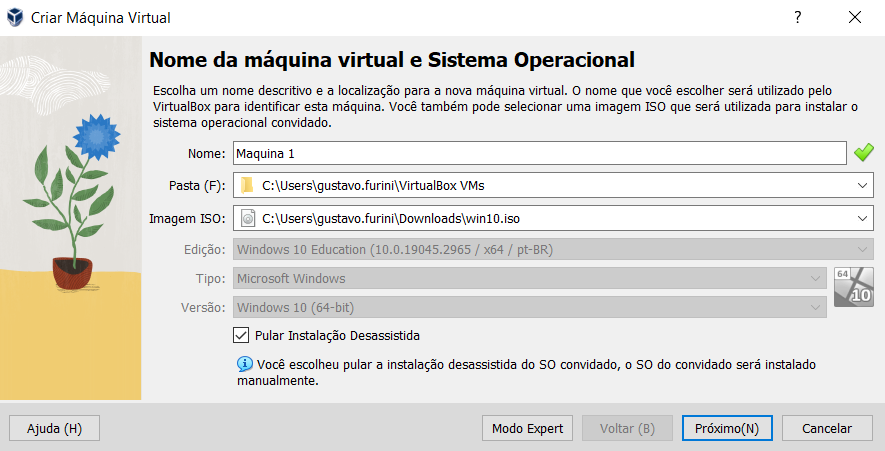 Criar Máquina Virtual
?
Nome da máquina virtual e Sistema Operacional
Escolha um nome descritivo e a localização para a nova máquina virtual. O nome que você escolher será utilizado pelo
VirtualBox para identificar esta máquina. Você também pode selecionar uma imagem ISO que será utilizada para instalar o
sistema operacional convidado.
Nome: Maquina 1
Pasta (F): C:\Users\gustavo.furini\VirtualBox VMs
Imagem ISO: C:\Users\gustavo.furini\Downloads\win10.iso
Edição: Windows 10 Education (10.0.19045.2965 / x64 / pt-BR)
Tipo: Microsoft Windows
64
10
Versão: Windows 10 (64-bit)
Pular Instalação Desassistida
Você escolheu pular a instalação desassistida do SO convidado, o SO do convidado será instalado
manualmente.
Ajuda (H) Modo Expert Voltar (B) Próximo(N) Cancelar